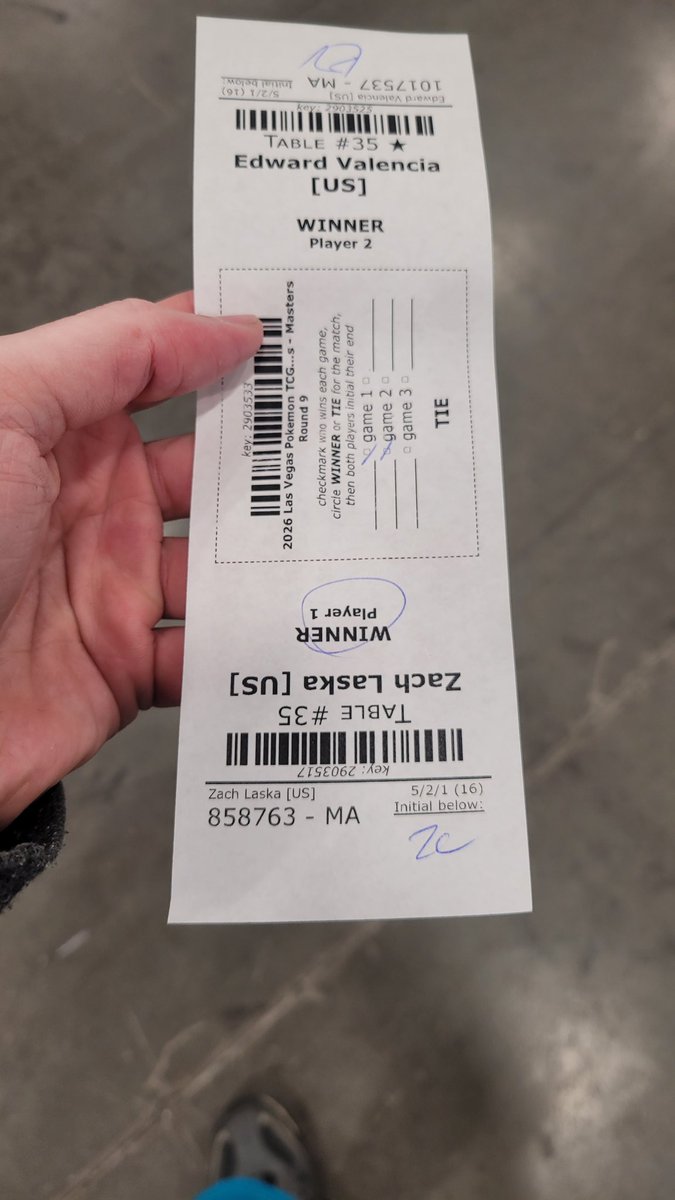 Edward Valencia [US] 5/2/1 (16)
1017537 - MA Initial below:
key: 2903525
TABLE #35 ★
Edward Valencia
[US]
WINNER
Player 2
key: 2903533
2026 Las Vegas Pokemon TCG...s - Masters
Round 9
checkmark who wins each game,
circle WINNER or TIE for the match,
then both players initial their end
game 1
game 2
game 3
TIE
WINNER
Player 1
Zach Laska [US]
TABLE #35
key: 2903517
Zach Laska [US] 5/2/1 (16)
858763 - MA Initial below: